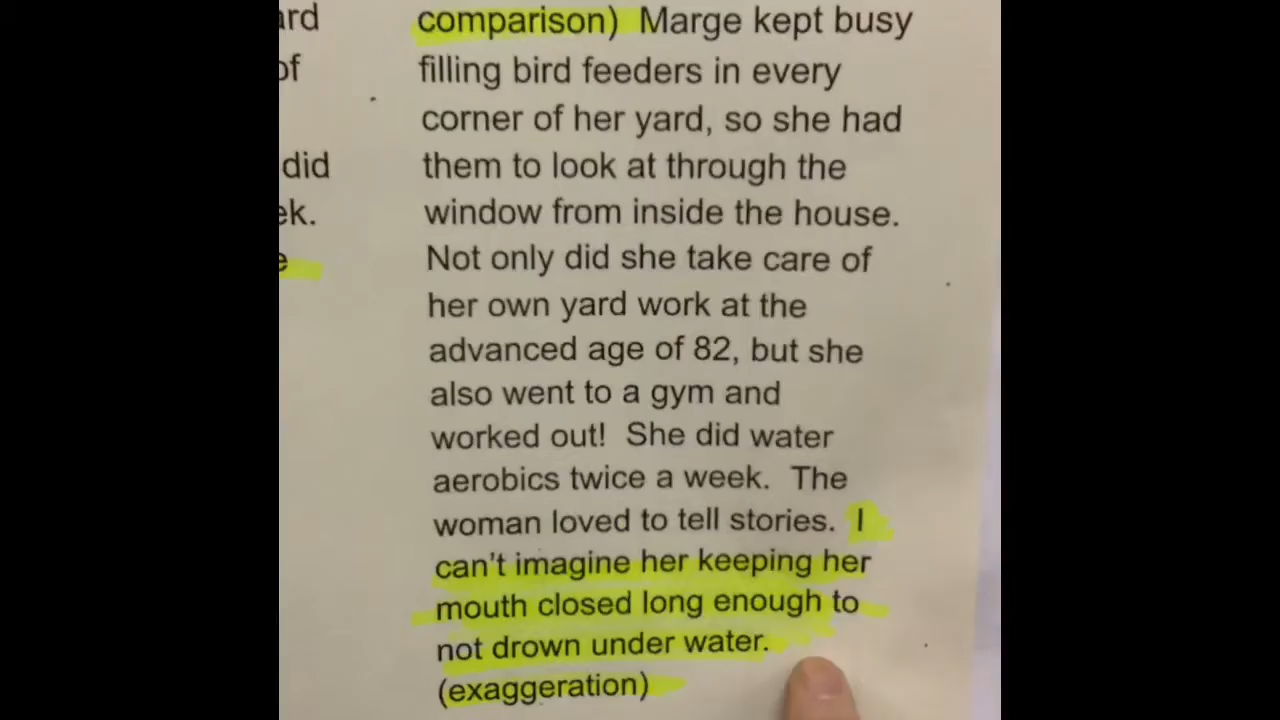 ard
of
did
ek.
e
comparison) Marge kept busy
filling bird feeders in every
corner of her yard, so she had
them to look at through the
window from inside the house.
Not only did she take care of
her own yard work at the
advanced age of 82, but she
also went to a gym and
worked out! She did water
aerobics twice a week. The
woman loved to tell stories. I
can't imagine her keeping her
mouth closed long enough to
not drown under water.
(exaggeration)